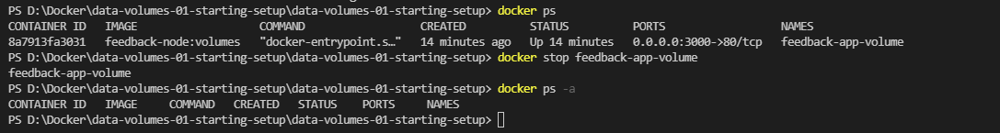 PS D:\Docker\data-volumes-01-starting-setup\data-volumes-01-starting-setup> docker ps
CONTAINER ID   IMAGE                   COMMAND                  CREATED          STATUS          PORTS                  NAMES
8a7913fa3031   feedback-node:volumes   "docker-entrypoint.s…"   14 minutes ago   Up 14 minutes   0.0.0.0:3000->80/tcp   feedback-app-volume
PS D:\Docker\data-volumes-01-starting-setup\data-volumes-01-starting-setup> docker stop feedback-app-volume
feedback-app-volume
PS D:\Docker\data-volumes-01-starting-setup\data-volumes-01-starting-setup> docker ps -a
CONTAINER ID   IMAGE     COMMAND   CREATED   STATUS    PORTS     NAMES
PS D:\Docker\data-volumes-01-starting-setup\data-volumes-01-starting-setup>